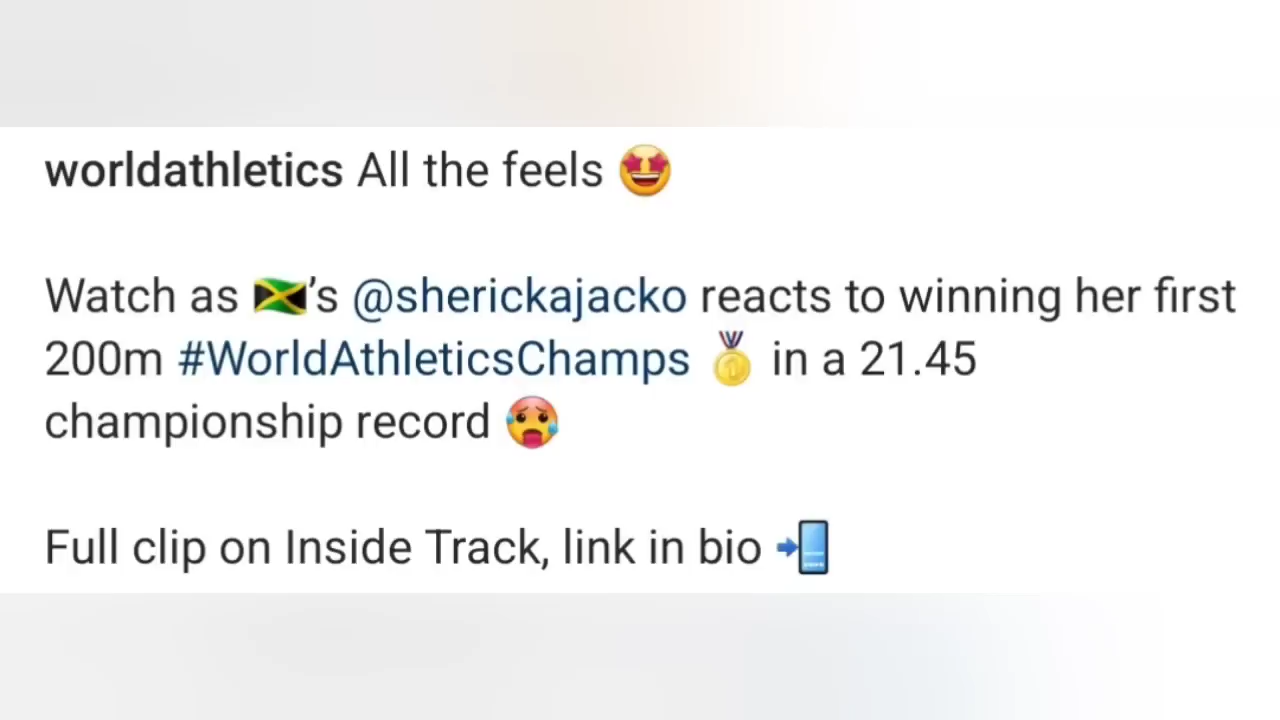 worldathletics All the feels 🤩
Watch as 🇯🇲's @sherickajacko reacts to winning her first
200m #WorldAthleticsChamps 🥇 in a 21.45
championship record 🥵
Full clip on Inside Track, link in bio 📲